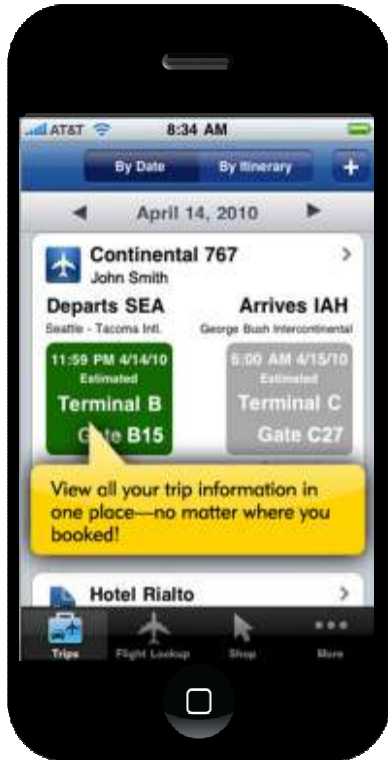 AT&T
8:34 AM
By Date
By Itinerary
+
April 14, 2010
Continental 767
John Smith
Departs SEA
Arrives IAH
Seattle - Tacoma Intl.
George Bush Intercontinental
11:59 PM 4/14/10
Estimated
Terminal B
Gate B15
6:00 AM 4/15/10
Estimated
Terminal C
Gate C27
View all your trip information in
one place—no matter where you
booked!
Hotel Rialto
Trips
Flight Lookup
Shop
More